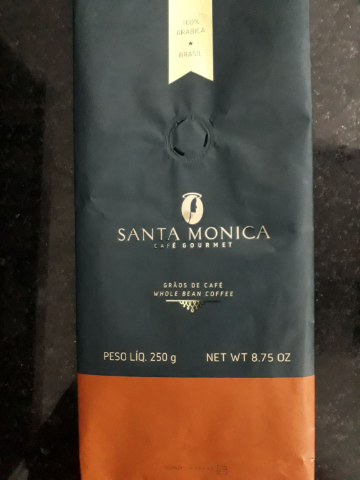 100%
ARABICA
★
BRASIL
SANTA MONICA
CAFÉ GOURMET
GRÃOS DE CAFÉ
WHOLE BEAN COFFEE
PESO LÍQ. 250 g NET WT 8.75 OZ